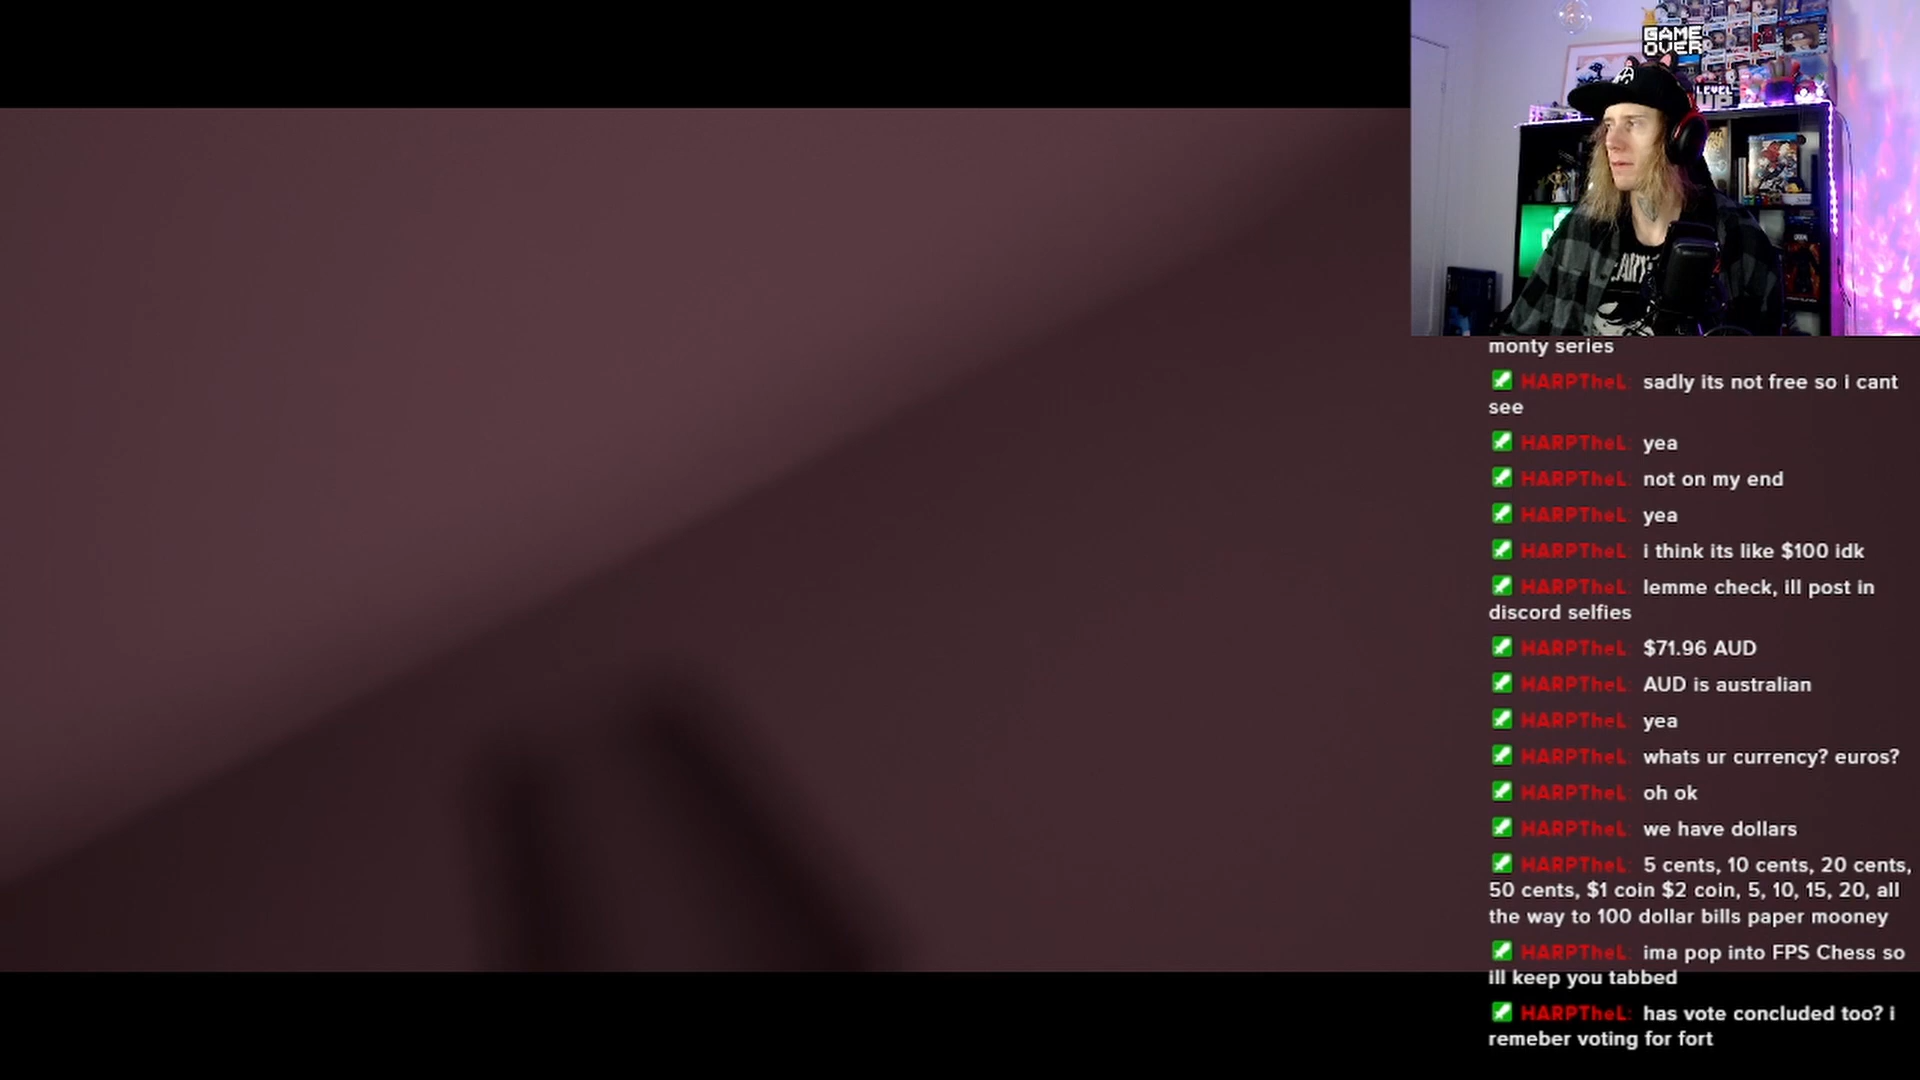 GAME
OVER
LEVEL
UP
monty series
HARPTheL: sadly its not free so i cant
see
HARPTheL: yea
HARPTheL: not on my end
HARPTheL: yea
HARPTheL: i think its like $100 idk
HARPTheL: lemme check, ill post in
discord selfies
HARPTheL: $71.96 AUD
HARPTheL: AUD is australian
HARPTheL: yea
HARPTheL: whats ur currency? euros?
HARPTheL: oh ok
HARPTheL: we have dollars
HARPTheL: 5 cents, 10 cents, 20 cents,
50 cents, $1 coin $2 coin, 5, 10, 15, 20, all
the way to 100 dollar bills paper mooney
HARPTheL: ima pop into FPS Chess so
ill keep you tabbed
HARPTheL: has vote concluded too? i
remeber voting for fort